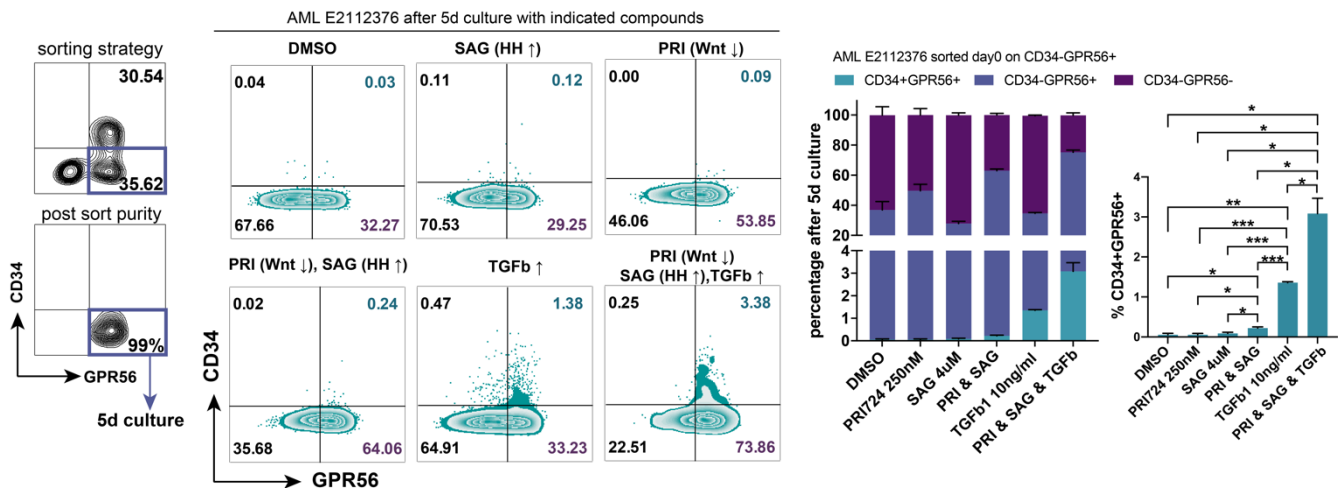 sorting strategy
30.54
35.62
post sort purity
99%
CD34
GPR56
5d culture
AML E2112376 after 5d culture with indicated compounds
DMSO
0.04
0.03
67.66
32.27
SAG (HH ↑)
0.11
0.12
70.53
29.25
PRI (Wnt ↓)
0.00
0.09
46.06
53.85
PRI (Wnt ↓), SAG (HH ↑)
0.02
0.24
35.68
64.06
TGFb ↑
0.47
1.38
64.91
33.23
PRI (Wnt ↓)
SAG (HH ↑),TGFb ↑
0.25
3.38
22.51
73.86
CD34
GPR56
AML E2112376 sorted day0 on CD34-GPR56+
CD34+GPR56+ CD34-GPR56+ CD34-GPR56-
percentage after 5d culture
100
80
60
40
20
4
3
2
1
0
DMSO
PRI724 250nM
SAG 4uM
PRI & SAG
TGFb1 10ng/ml
PRI & SAG & TGFb
% CD34+GPR56+
4
3
2
1
0
*
*
*
*
*
**
***
***
***
*
*
*
DMSO
PRI724 250nM
SAG 4uM
PRI & SAG
TGFb1 10ng/ml
PRI & SAG & TGFb